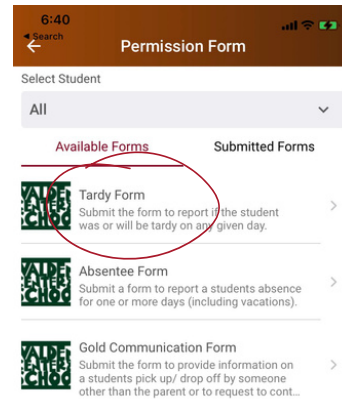 6:40
Search
Permission Form
Select Student
All
Available Forms
Submitted Forms
Tardy Form
Submit the form to report if the student
was or will be tardy on any given day.
Absentee Form
Submit a form to report a students absence
for one or more days (including vacations).
Gold Communication Form
Submit the form to provide information on
a students pick up/ drop off by someone
other than the parent or to request to cont...